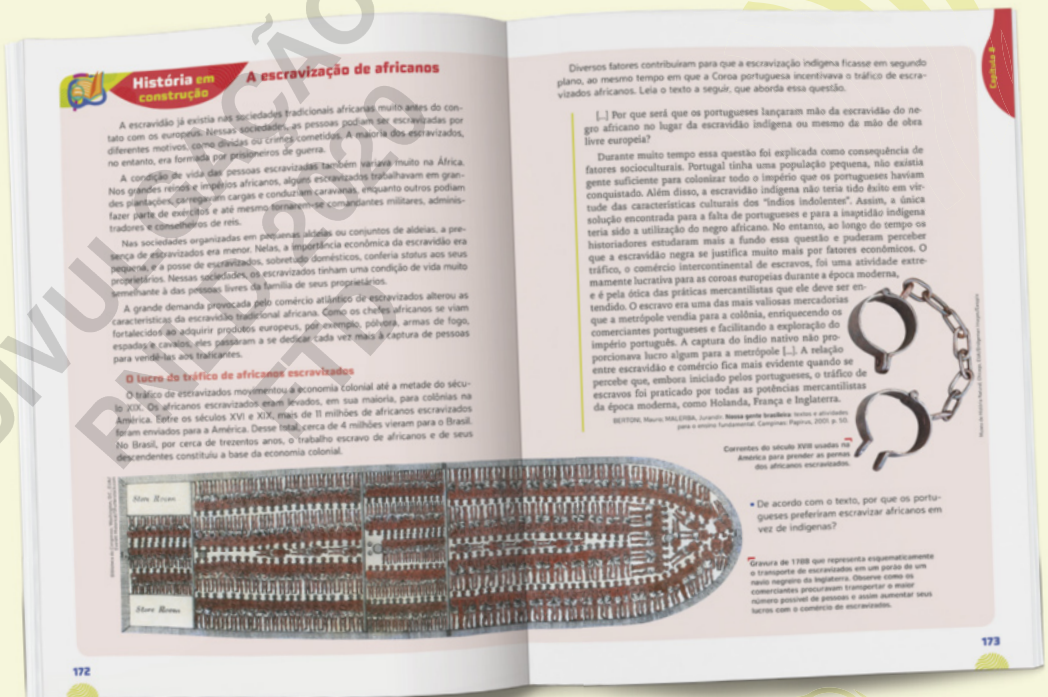 História em
construção
A escravização de africanos
A escravidão já existia nas sociedades tradicionais africanas muito antes do con-
tato com os europeus. Nessas sociedades, as pessoas podiam ser escravizadas por
diferentes motivos, como dívidas ou crimes cometidos. A maioria dos escravizados,
no entanto, era formada por prisioneiros de guerra.
A condição de vida das pessoas escravizadas também variava muito na África.
Nos grandes reinos e impérios africanos, alguns escravizados trabalhavam em gran-
des plantações, carregavam cargas e conduziam caravanas, enquanto outros podiam
fazer parte de exércitos e até mesmo tornarem-se comandantes militares, adminis-
tradores e conselheiros de reis.
Nas sociedades organizadas em pequenas aldeias ou conjuntos de aldeias, a pre-
sença de escravizados era menor. Nelas, a importância econômica da escravidão era
pequena, e a posse de escravizados, sobretudo domésticos, conferia status aos seus
proprietários. Nessas sociedades, os escravizados tinham uma condição de vida muito
semelhante à das pessoas livres da família de seus proprietários.
A grande demanda provocada pelo comércio atlântico de escravizados alterou as
características da escravidão tradicional africana. Como os chefes africanos se viam
fortalecidos ao adquirir produtos europeus, por exemplo, pólvora, armas de fogo,
espadas e cavalos, eles passaram a se dedicar cada vez mais à captura de pessoas
para vendê-las aos traficantes.
O lucro do tráfico de africanos escravizados
O tráfico de escravizados movimentou a economia colonial até a metade do sécu-
lo XIX. Os africanos escravizados eram levados, em sua maioria, para colônias na
América. Entre os séculos XVI e XIX, mais de 11 milhões de africanos escravizados
foram enviados para a América. Desse total, cerca de 4 milhões vieram para o Brasil.
No Brasil, por cerca de trezentos anos, o trabalho escravo de africanos e de seus
descendentes constituiu a base da economia colonial.
Store Room
Store Room
172
Diversos fatores contribuíram para que a escravização indígena ficasse em segundo
plano, ao mesmo tempo em que a Coroa portuguesa incentivava o tráfico de escra-
vizados africanos. Leia o texto a seguir, que aborda essa questão.
[...] Por que será que os portugueses lançaram mão da escravidão do ne-
gro africano no lugar da escravidão indígena ou mesmo da mão de obra
livre europeia?
Durante muito tempo essa questão foi explicada como consequência de
fatores socioculturais. Portugal tinha uma população pequena, não existia
gente suficiente para colonizar todo o império que os portugueses haviam
conquistado. Além disso, a escravidão indígena não teria tido êxito em vir-
tude das características culturais dos "índios indolentes". Assim, a única
solução encontrada para a falta de portugueses e para a inaptidão indígena
teria sido a utilização do negro africano. No entanto, ao longo do tempo os
historiadores estudaram mais a fundo essa questão e puderam perceber
que a escravidão negra se justifica muito mais por fatores econômicos. O
tráfico, o comércio intercontinental de escravos, foi uma atividade extre-
mamente lucrativa para as coroas europeias durante a época moderna,
e é pela ótica das práticas mercantilistas que ele deve ser en-
tendido. O escravo era uma das mais valiosas mercadorias
que a metrópole vendia para a colônia, enriquecendo os
comerciantes portugueses e facilitando a exploração do
império português. A captura do índio nativo não pro-
porcionava lucro algum para a metrópole [...]. A relação
entre escravidão e comércio fica mais evidente quando se
percebe que, embora iniciado pelos portugueses, o tráfico de
escravos foi praticado por todas as potências mercantilistas
da época moderna, como Holanda, França e Inglaterra.
BERTONI, Mauro; MALERBA, Jurandir. Nossa gente brasileira: textos e atividades
para o ensino fundamental. Campinas: Papirus, 2001. p. 50.
Correntes do século XVIII usadas na
América para prender as pernas
dos africanos escravizados.
• De acordo com o texto, por que os portu-
gueses preferiram escravizar africanos em
vez de indígenas?
Gravura de 1788 que representa esquematicamente
o transporte de escravizados em um porão de um
navio negreiro da Inglaterra. Observe como os
comerciantes procuravam transportar o maior
número possível de pessoas e assim aumentar seus
lucros com o comércio de escravizados.
173
Capítulo 8
DIVULGAÇÃO
PNLD 2020